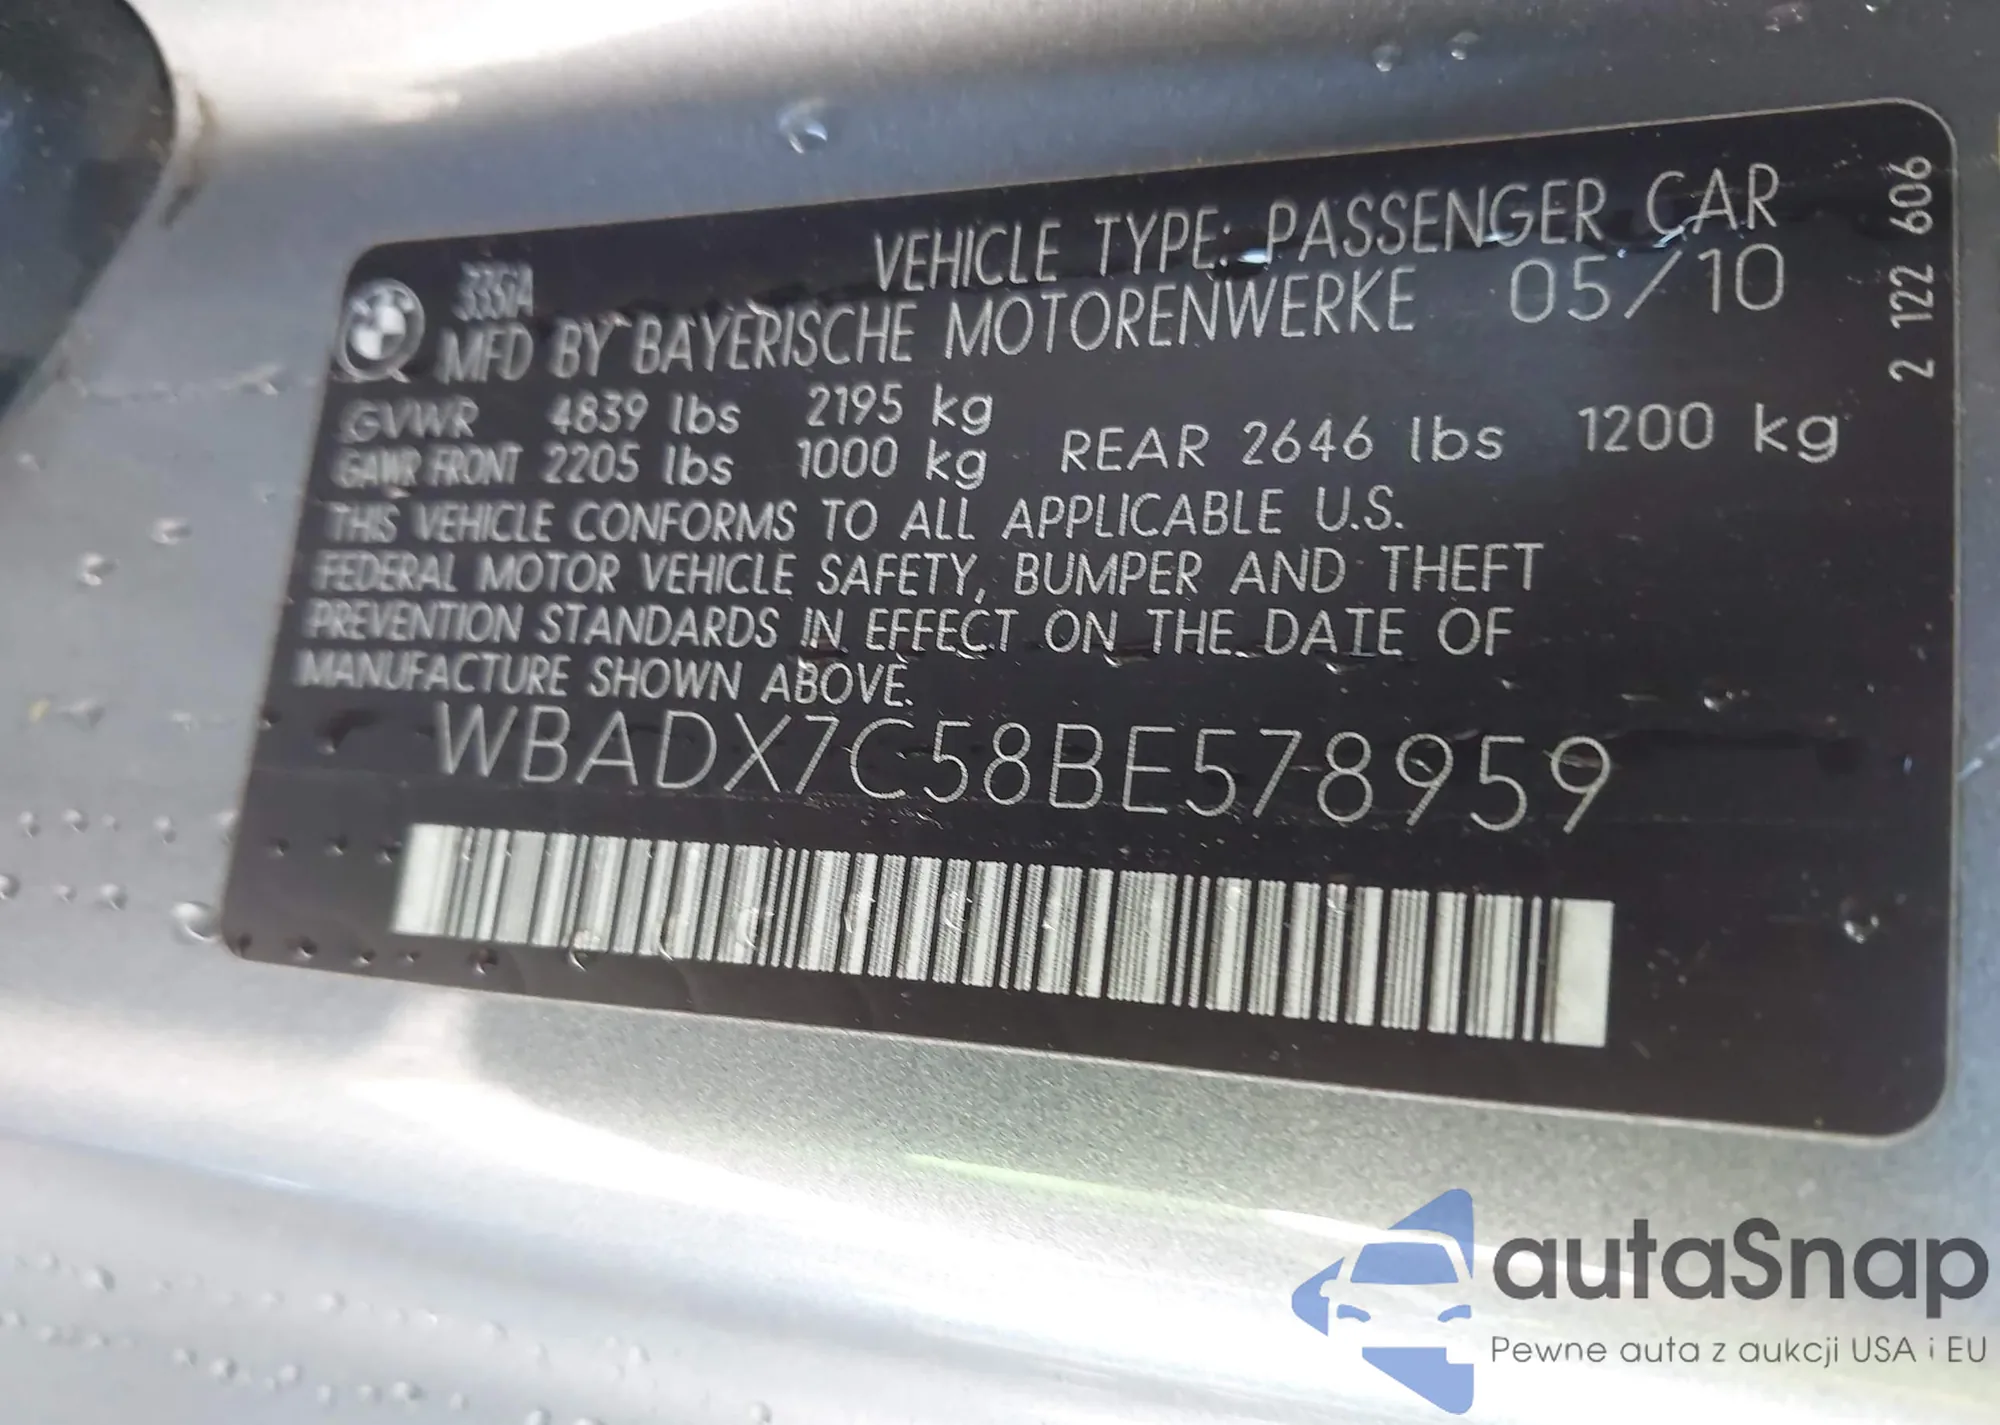 VEHICLE TYPE: PASSENGER CAR
335IA
MFD BY BAYERISCHE MOTORENWERKE 05/10
GVWR 4839 lbs 2195 kg
GAWR FRONT 2205 lbs 1000 kg REAR 2646 lbs 1200 kg
THIS VEHICLE CONFORMS TO ALL APPLICABLE U.S.
FEDERAL MOTOR VEHICLE SAFETY, BUMPER AND THEFT
PREVENTION STANDARDS IN EFFECT ON THE DATE OF
MANUFACTURE SHOWN ABOVE.
WBADX7C58BE578959
2 122 606
autaSnap
Pewne auta z aukcji USA i EU